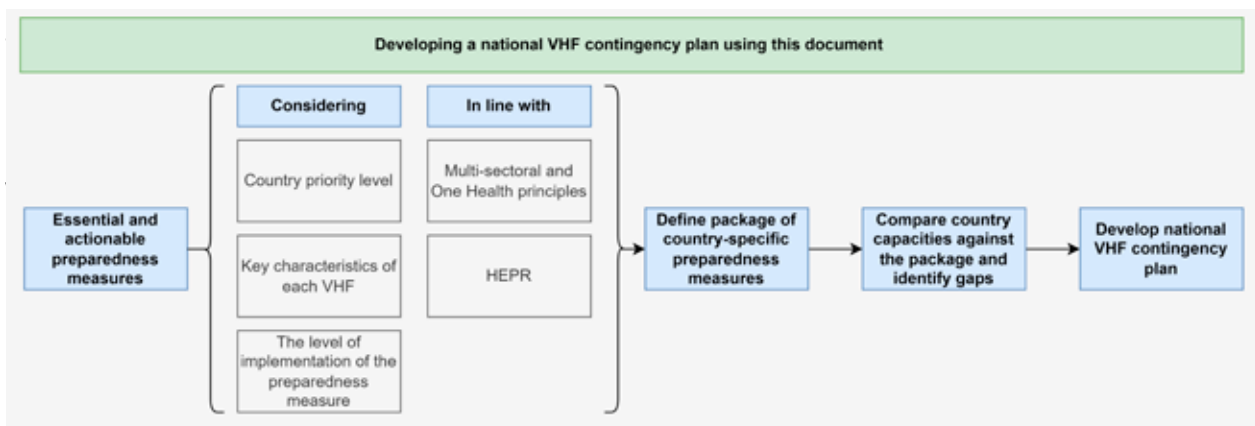 Developing a national VHF contingency plan using this document
Considering
In line with
Country priority level
Multi-sectoral and
One Health principles
Essential and
actionable
preparedness
measures
Key characteristics of
each VHF
HEPR
The level of
implementation of the
preparedness
measure
Define package of
country-specific
preparedness
measures
Compare country
capacities against
the package and
identify gaps
Develop national
VHF contingency
plan